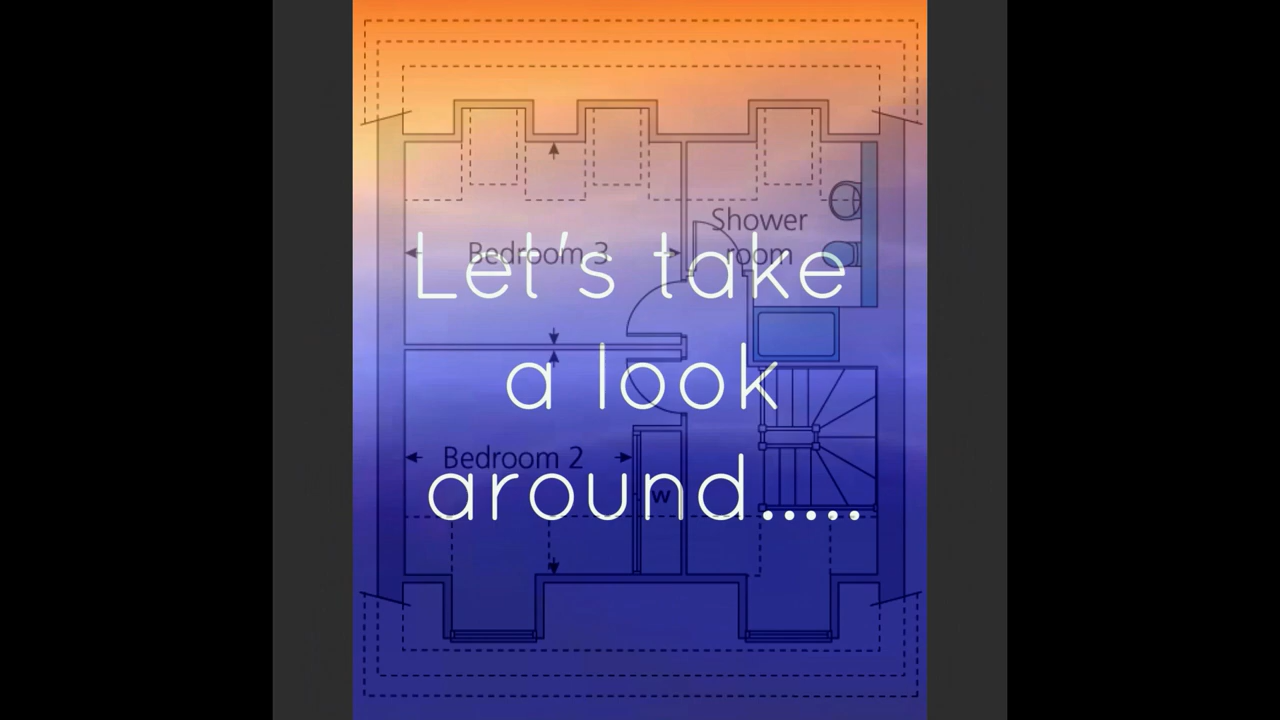 Shower
room
Bedroom 3
Let's take
a look
Bedroom 2
around.....
W